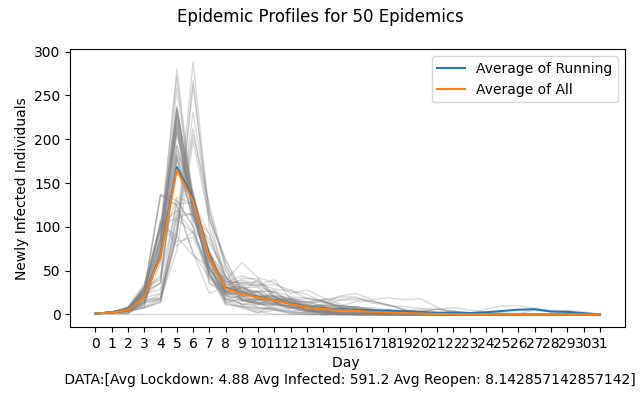 Epidemic Profiles for 50 Epidemics
300
250
200
150
100
50
0
Newly Infected Individuals
Average of Running
Average of All
0 1 2 3 4 5 6 7 8 9 10 11 12 13 14 15 16 17 18 19 20 21 22 23 24 25 26 27 28 29 30 31
Day
DATA:[Avg Lockdown: 4.88 Avg Infected: 591.2 Avg Reopen: 8.142857142857142]